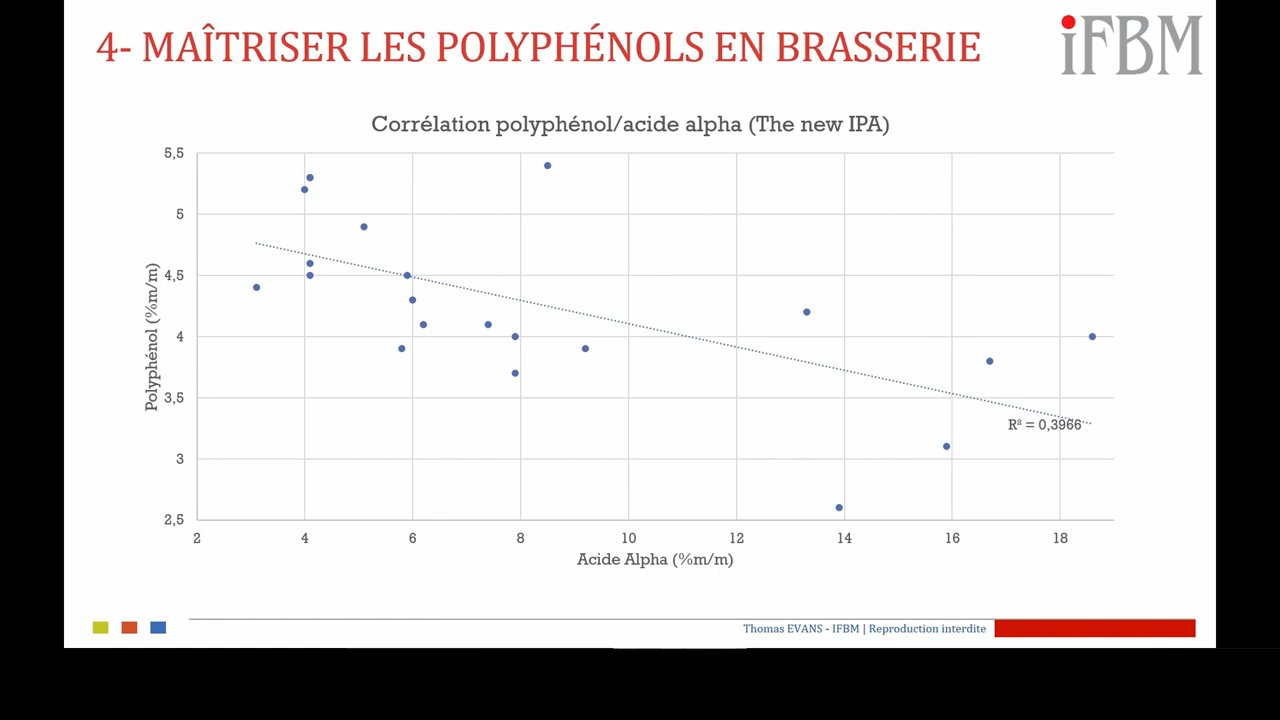 4- MAÎTRISER LES POLYPHÉNOLS EN BRASSERIE
iFBM
Corrélation polyphénol/acide alpha (The new IPA)
5,5
5
4,5
4
3,5
3
2,5
Polyphénol (%m/m)
R² = 0,3966
2 4 6 8 10 12 14 16 18
Acide Alpha (%m/m)
Thomas EVANS - IFBM | Reproduction interdite